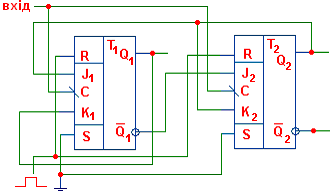 вхід
R T₁ Q₁
J₁
C
K₁
S Q̅₁
R T₂ Q₂
J₂
C
K₂
S Q̅₂